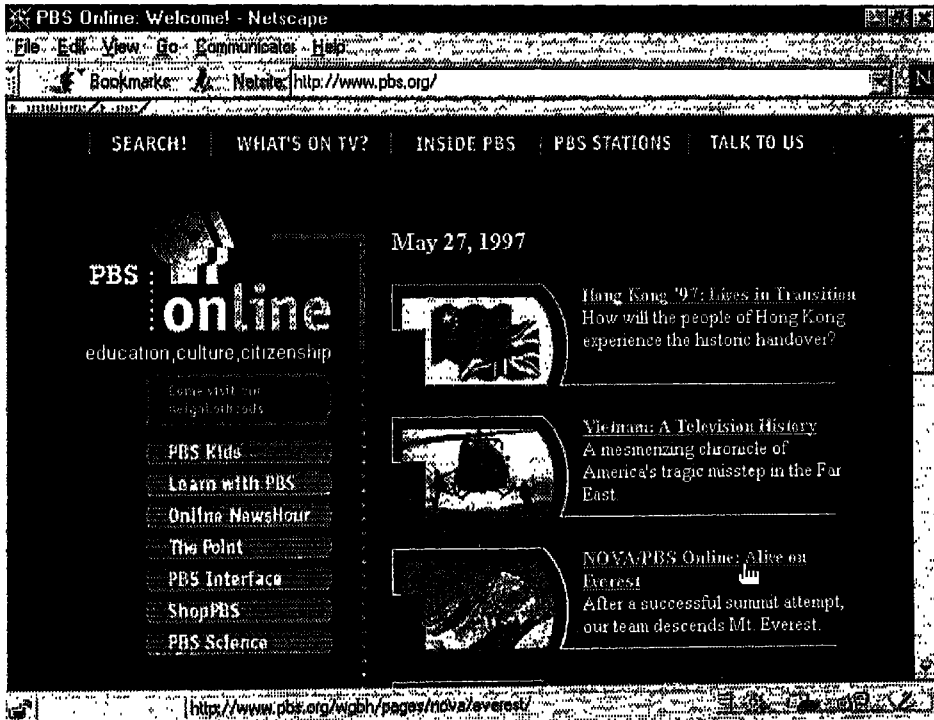 PBS Online: Welcome! - Netscape
File Edit View Go Communicator Help
Bookmarks Netsite: http://www.pbs.org/
N
SEARCH! WHAT'S ON TV? INSIDE PBS PBS STATIONS TALK TO US
May 27, 1997
PBS
online
education,culture,citizenship
Come visit our
neighborhoods
PBS Kids
Learn with PBS
Online NewsHour
The Point
PBS Interface
ShopPBS
PBS Science
Hong Kong '97: Lives in Transition
How will the people of Hong Kong
experience the historic handover?
Vietnam: A Television History
A mesmerizing chronicle of
America's tragic misstep in the Far
East.
NOVA/PBS Online: Alive on
Everest
After a successful summit attempt,
our team descends Mt. Everest.
http://www.pbs.org/wgbh/pages/nova/everest/